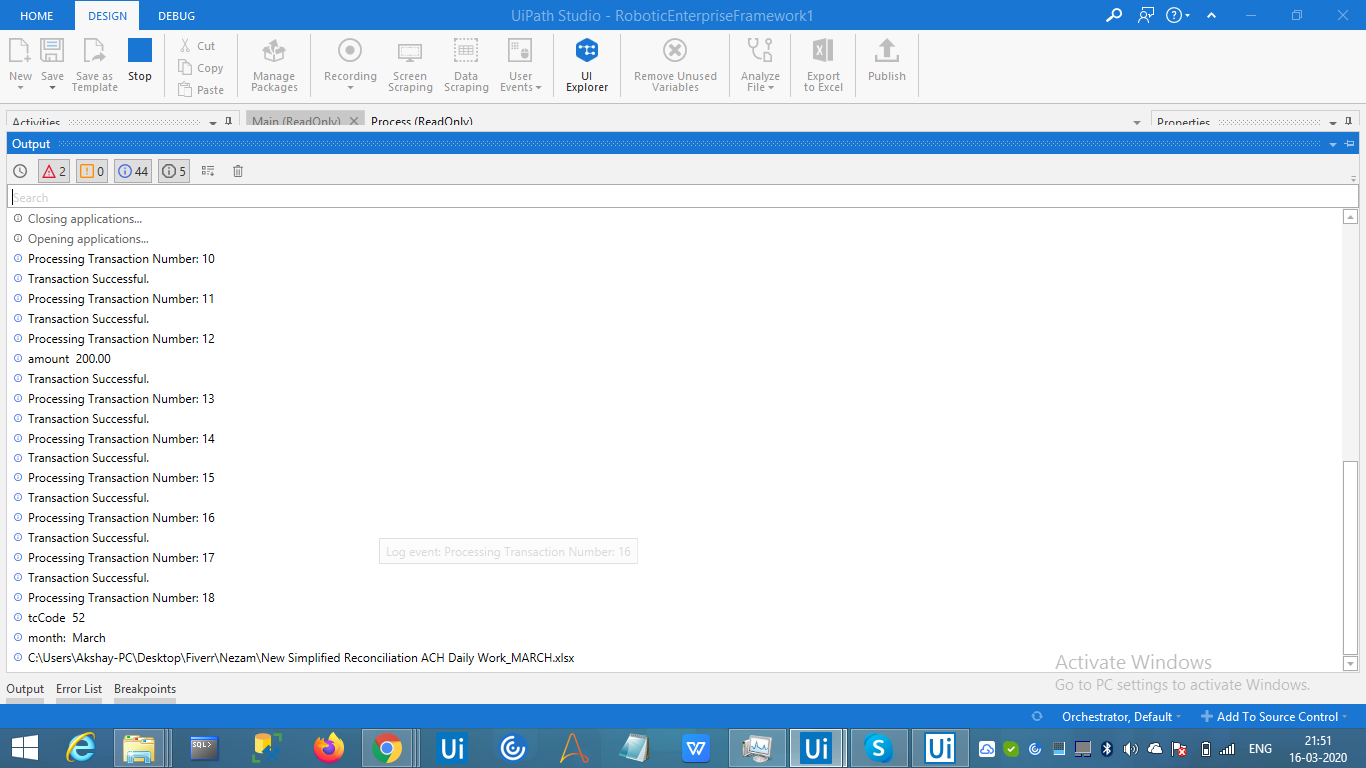 HOME DESIGN DEBUG UiPath Studio - RoboticEnterpriseFramework1
New Save Save as Template Stop Cut Copy Paste Manage Packages Recording Screen Scraping Data Scraping User Events UI Explorer Remove Unused Variables Analyze File Export to Excel Publish
Activities Main (ReadOnly) Process (ReadOnly) Properties
Output
2 0 44 5
Search
Closing applications...
Opening applications...
Processing Transaction Number: 10
Transaction Successful.
Processing Transaction Number: 11
Transaction Successful.
Processing Transaction Number: 12
amount 200.00
Transaction Successful.
Processing Transaction Number: 13
Transaction Successful.
Processing Transaction Number: 14
Transaction Successful.
Processing Transaction Number: 15
Transaction Successful.
Processing Transaction Number: 16
Transaction Successful.
Log event: Processing Transaction Number: 16
Processing Transaction Number: 17
Transaction Successful.
Processing Transaction Number: 18
tcCode 52
month: March
C:\Users\Akshay-PC\Desktop\Fiverr\Nezam\New Simplified Reconciliation ACH Daily Work_MARCH.xlsx
Activate Windows
Go to PC settings to activate Windows.
Output Error List Breakpoints
Orchestrator, Default Add To Source Control
SQL> Ui Ui Ui ENG 21:51
16-03-2020